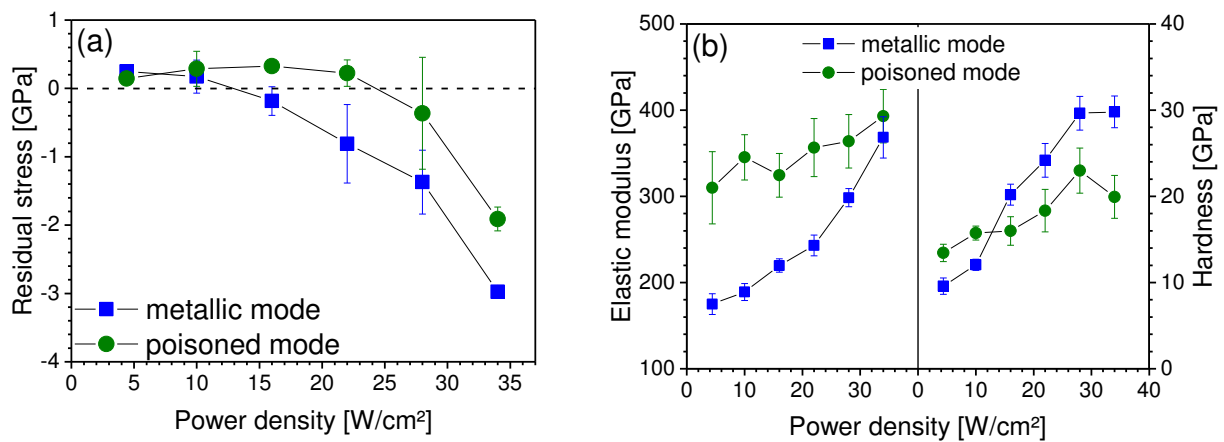 (a)
Residual stress [GPa]
1
0
-1
-2
-3
-4
metallic mode
poisoned mode
0 5 10 15 20 25 30 35
Power density [W/cm²]
(b)
Elastic modulus [GPa]
500
400
300
200
100
metallic mode
poisoned mode
Hardness [GPa]
40
30
20
10
0
10 20 30 0 10 20 30 40
Power density [W/cm²]